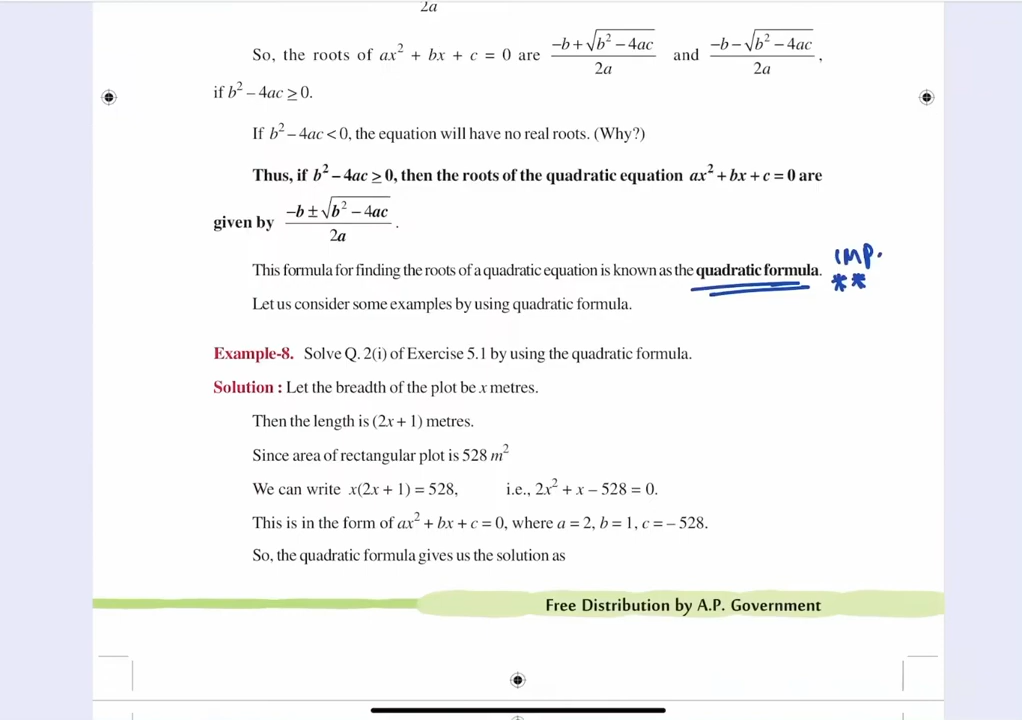 2a
So, the roots of ax² + bx + c = 0 are (−b + √(b² − 4ac))/2a and (−b − √(b² − 4ac))/2a,
if b² – 4ac ≥ 0.
If b² – 4ac < 0, the equation will have no real roots. (Why?)
Thus, if b² – 4ac ≥ 0, then the roots of the quadratic equation ax² + bx + c = 0 are
given by (−b ± √(b² − 4ac))/2a.
This formula for finding the roots of a quadratic equation is known as the quadratic formula. IMP. **
Let us consider some examples by using quadratic formula.
Example-8. Solve Q. 2(i) of Exercise 5.1 by using the quadratic formula.
Solution : Let the breadth of the plot be x metres.
Then the length is (2x + 1) metres.
Since area of rectangular plot is 528 m²
We can write x(2x + 1) = 528, i.e., 2x² + x – 528 = 0.
This is in the form of ax² + bx + c = 0, where a = 2, b = 1, c = – 528.
So, the quadratic formula gives us the solution as
Free Distribution by A.P. Government